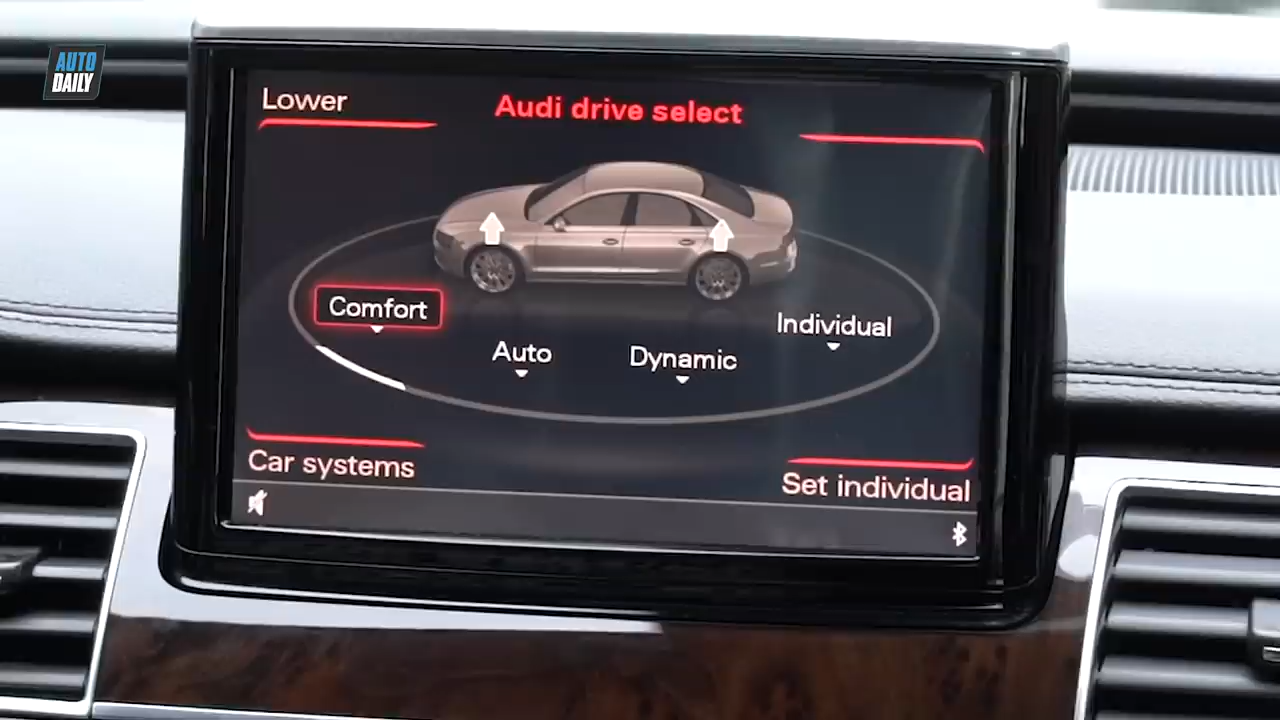 AUTO
DAILY
Lower
Audi drive select
Comfort
Auto
Dynamic
Individual
Car systems
Set individual